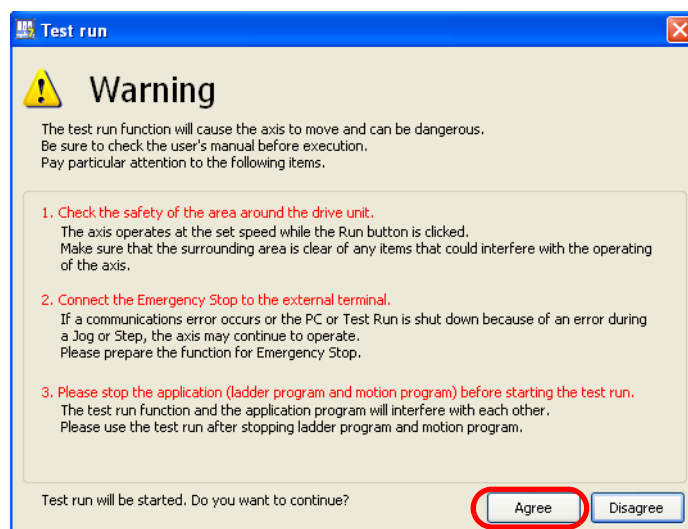 Test run
Warning
The test run function will cause the axis to move and can be dangerous.
Be sure to check the user's manual before execution.
Pay particular attention to the following items.
1. Check the safety of the area around the drive unit.
The axis operates at the set speed while the Run button is clicked.
Make sure that the surrounding area is clear of any items that could interfere with the operating
of the axis.
2. Connect the Emergency Stop to the external terminal.
If a communications error occurs or the PC or Test Run is shut down because of an error during
a Jog or Step, the axis may continue to operate.
Please prepare the function for Emergency Stop.
3. Please stop the application (ladder program and motion program) before starting the test run.
The test run function and the application program will interfere with each other.
Please use the test run after stopping ladder program and motion program.
Test run will be started. Do you want to continue?
Agree
Disagree